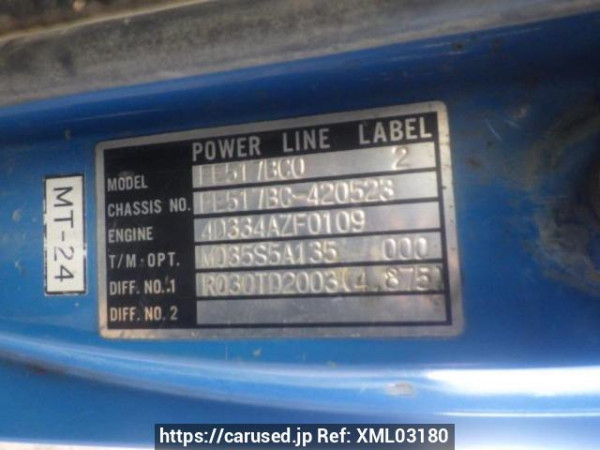 POWER LINE LABEL
MODEL FE517BC0 2
CHASSIS NO. FE517BC-420523
ENGINE 4D334AZF0109
T/M·OPT. M035S5A135 000
DIFF. NO. 1 R030TD2003(4.875)
DIFF. NO. 2
MT-24
https://carused.jp Ref: XML03180